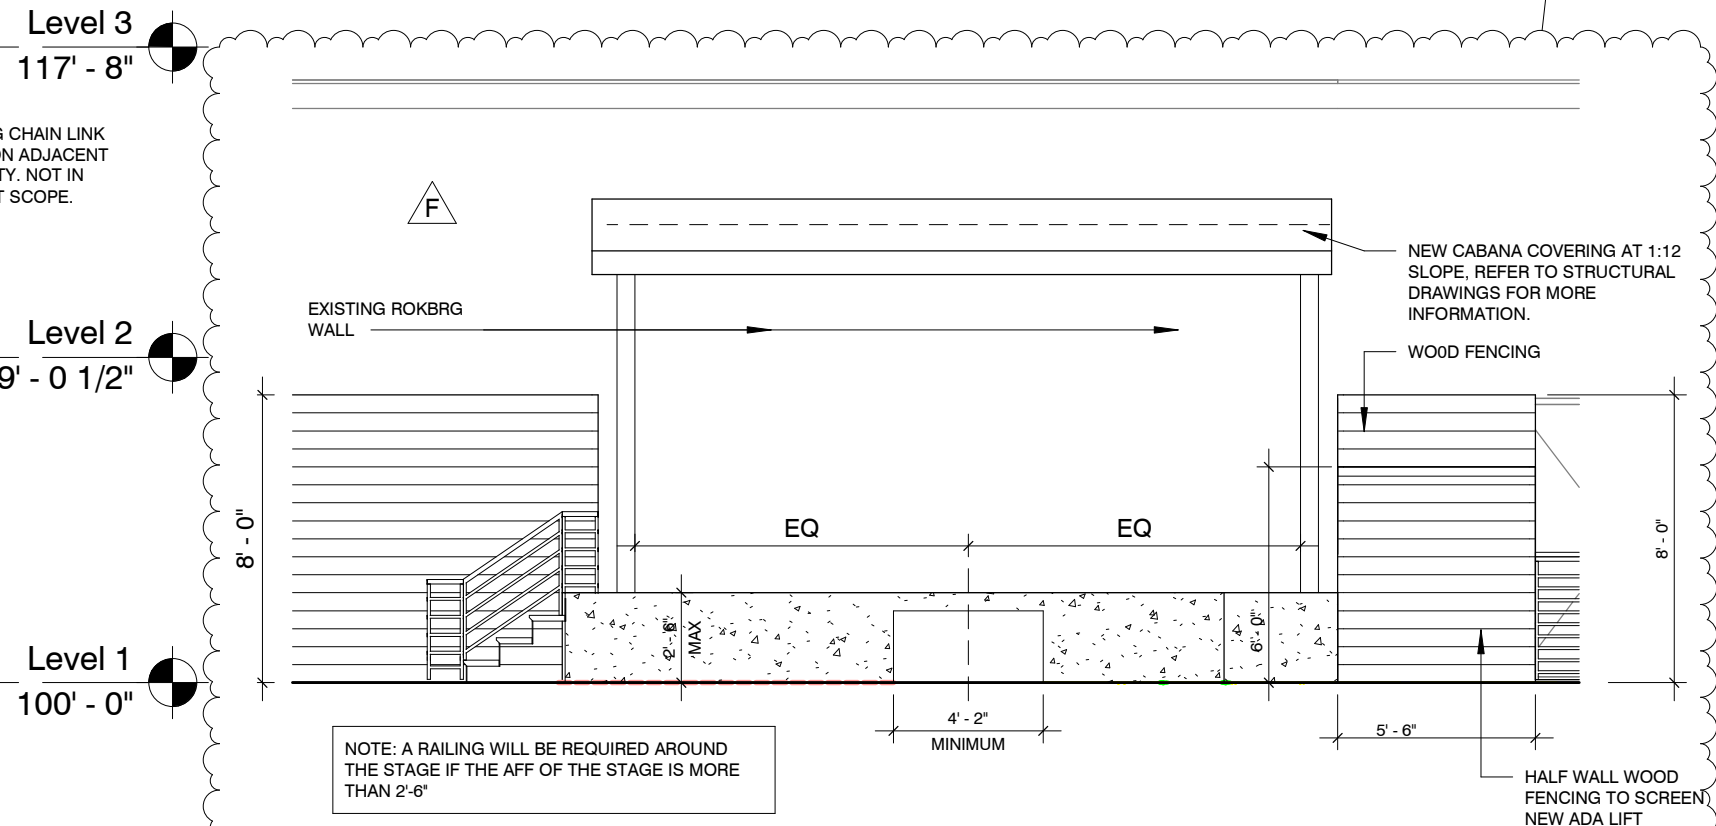 Level 3
117' - 8"
CHAIN LINK
ON ADJACENT
NOT IN
SCOPE.
F
NEW CABANA COVERING AT 1:12
SLOPE, REFER TO STRUCTURAL
DRAWINGS FOR MORE
INFORMATION.
EXISTING ROKBRG
WALL
Level 2
9' - 0 1/2"
WO0D FENCING
8' - 0"
EQ
EQ
8' - 0"
2' - 6"
MAX
6' - 0"
Level 1
100' - 0"
4' - 2"
MINIMUM
5' - 6"
NOTE: A RAILING WILL BE REQUIRED AROUND
THE STAGE IF THE AFF OF THE STAGE IS MORE
THAN 2'-6"
HALF WALL WOOD
FENCING TO SCREEN
NEW ADA LIFT